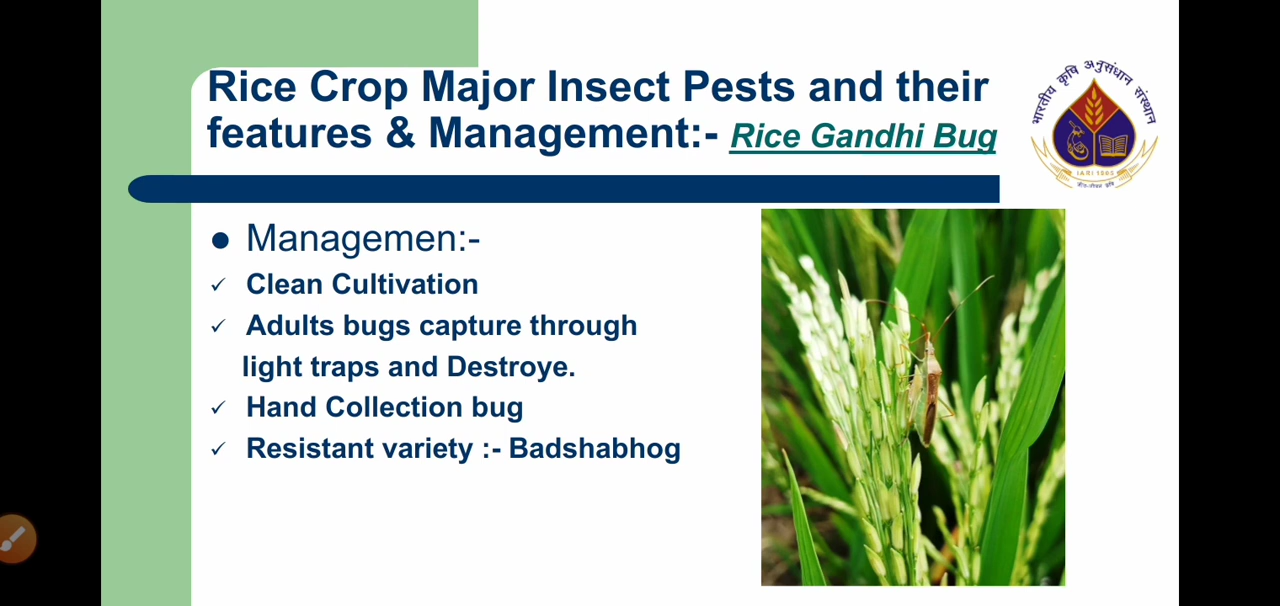 Rice Crop Major Insect Pests and their
features & Management:- Rice Gandhi Bug
भारतीय कृषि अनुसंधान संस्थान
IARI 1905
● Managemen:-
✓ Clean Cultivation
✓ Adults bugs capture through
light traps and Destroye.
✓ Hand Collection bug
✓ Resistant variety :- Badshabhog